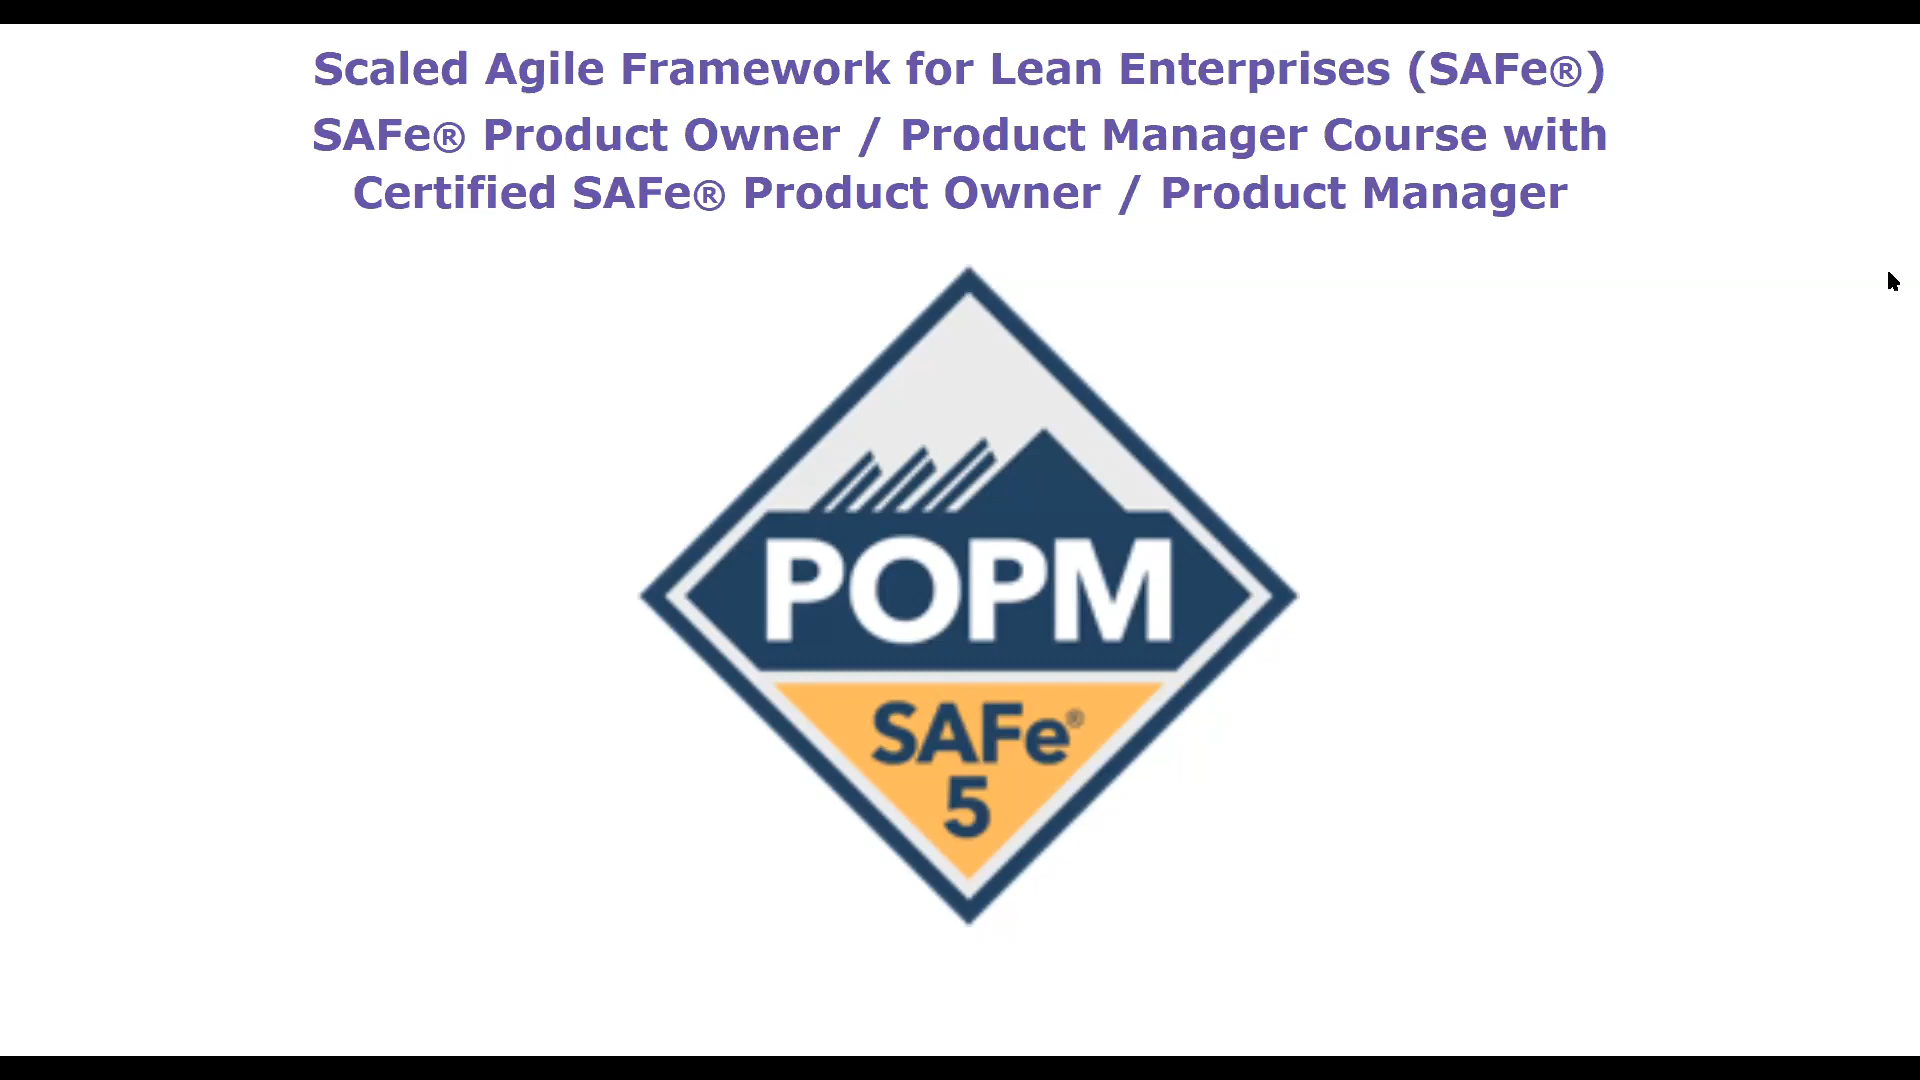 Scaled Agile Framework for Lean Enterprises (SAFe®)
SAFe® Product Owner / Product Manager Course with
Certified SAFe® Product Owner / Product Manager
POPM
SAFe®
5